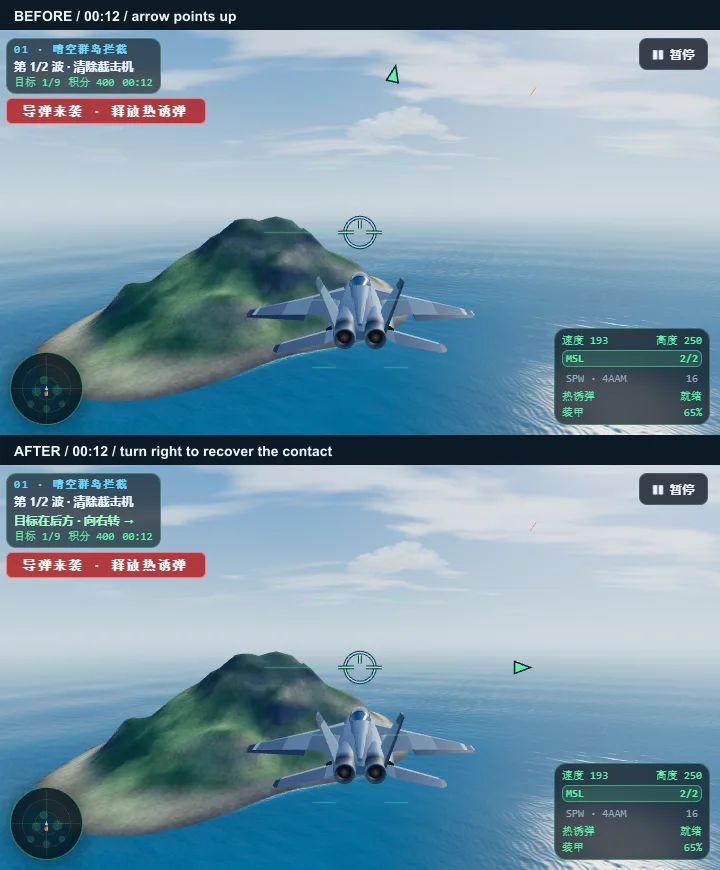 BEFORE / 00:12 / arrow points up
01 · 晴空群岛拦截
第 1/2 波 · 清除截击机
目标 1/9 积分 400 00:12
导弹来袭 · 释放热诱弹
暂停
速度 193 高度 250
MSL 2/2
SPW · 4AAM 16
热诱弹 就绪
装甲 65%
AFTER / 00:12 / turn right to recover the contact
01 · 晴空群岛拦截
第 1/2 波 · 清除截击机
目标在后方 · 向右转 →
目标 1/9 积分 400 00:12
导弹来袭 · 释放热诱弹
暂停
速度 193 高度 250
MSL 2/2
SPW · 4AAM 16
热诱弹 就绪
装甲 65%